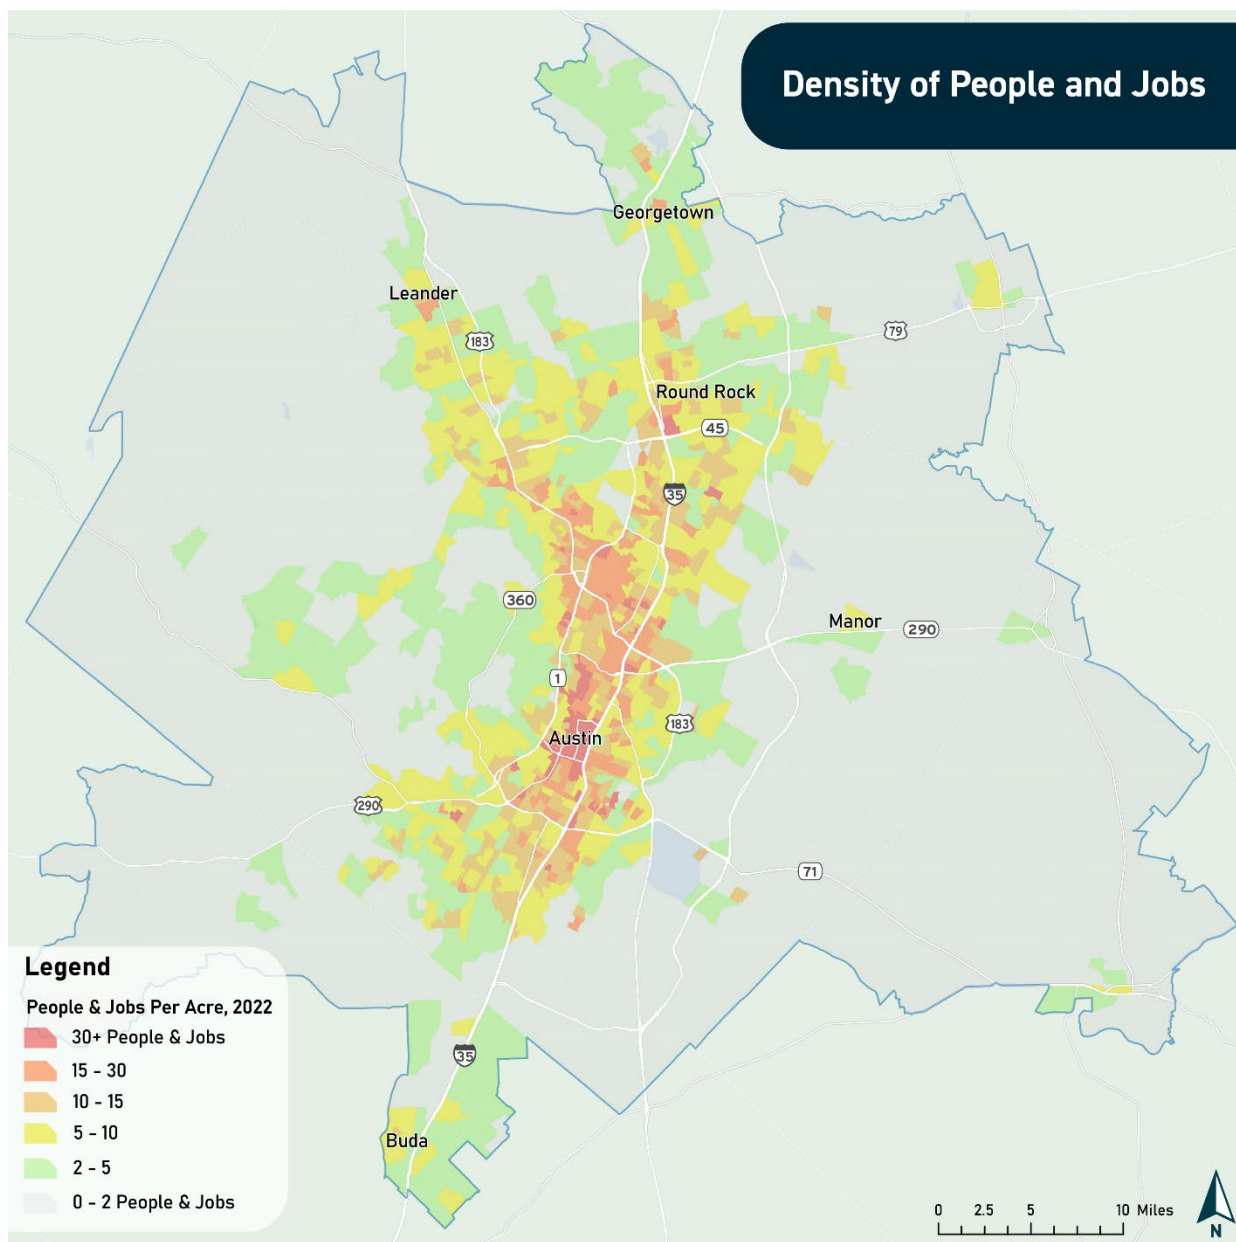 Density of People and Jobs
Georgetown
Leander
183
79
Round Rock
45
35
360
Manor
290
1
183
Austin
290
71
35
Buda
Legend
People & Jobs Per Acre, 2022
30+ People & Jobs
15 - 30
10 - 15
5 - 10
2 - 5
0 - 2 People & Jobs
0 2.5 5 10 Miles
N